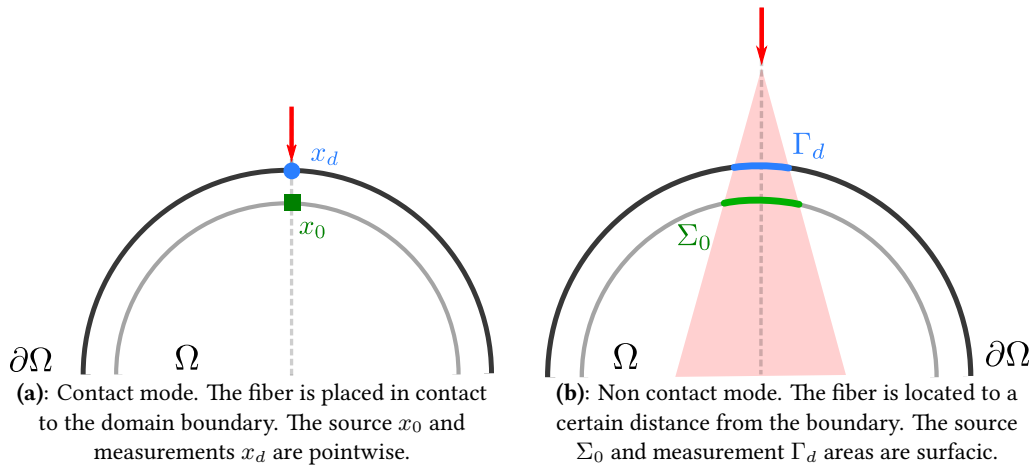 x_d
x_0
∂Ω
Ω
(a): Contact mode. The fiber is placed in contact
to the domain boundary. The source x_0 and
measurements x_d are pointwise.
Γ_d
Σ_0
Ω
∂Ω
(b): Non contact mode. The fiber is located to a
certain distance from the boundary. The source
Σ_0 and measurement Γ_d areas are surfacic.